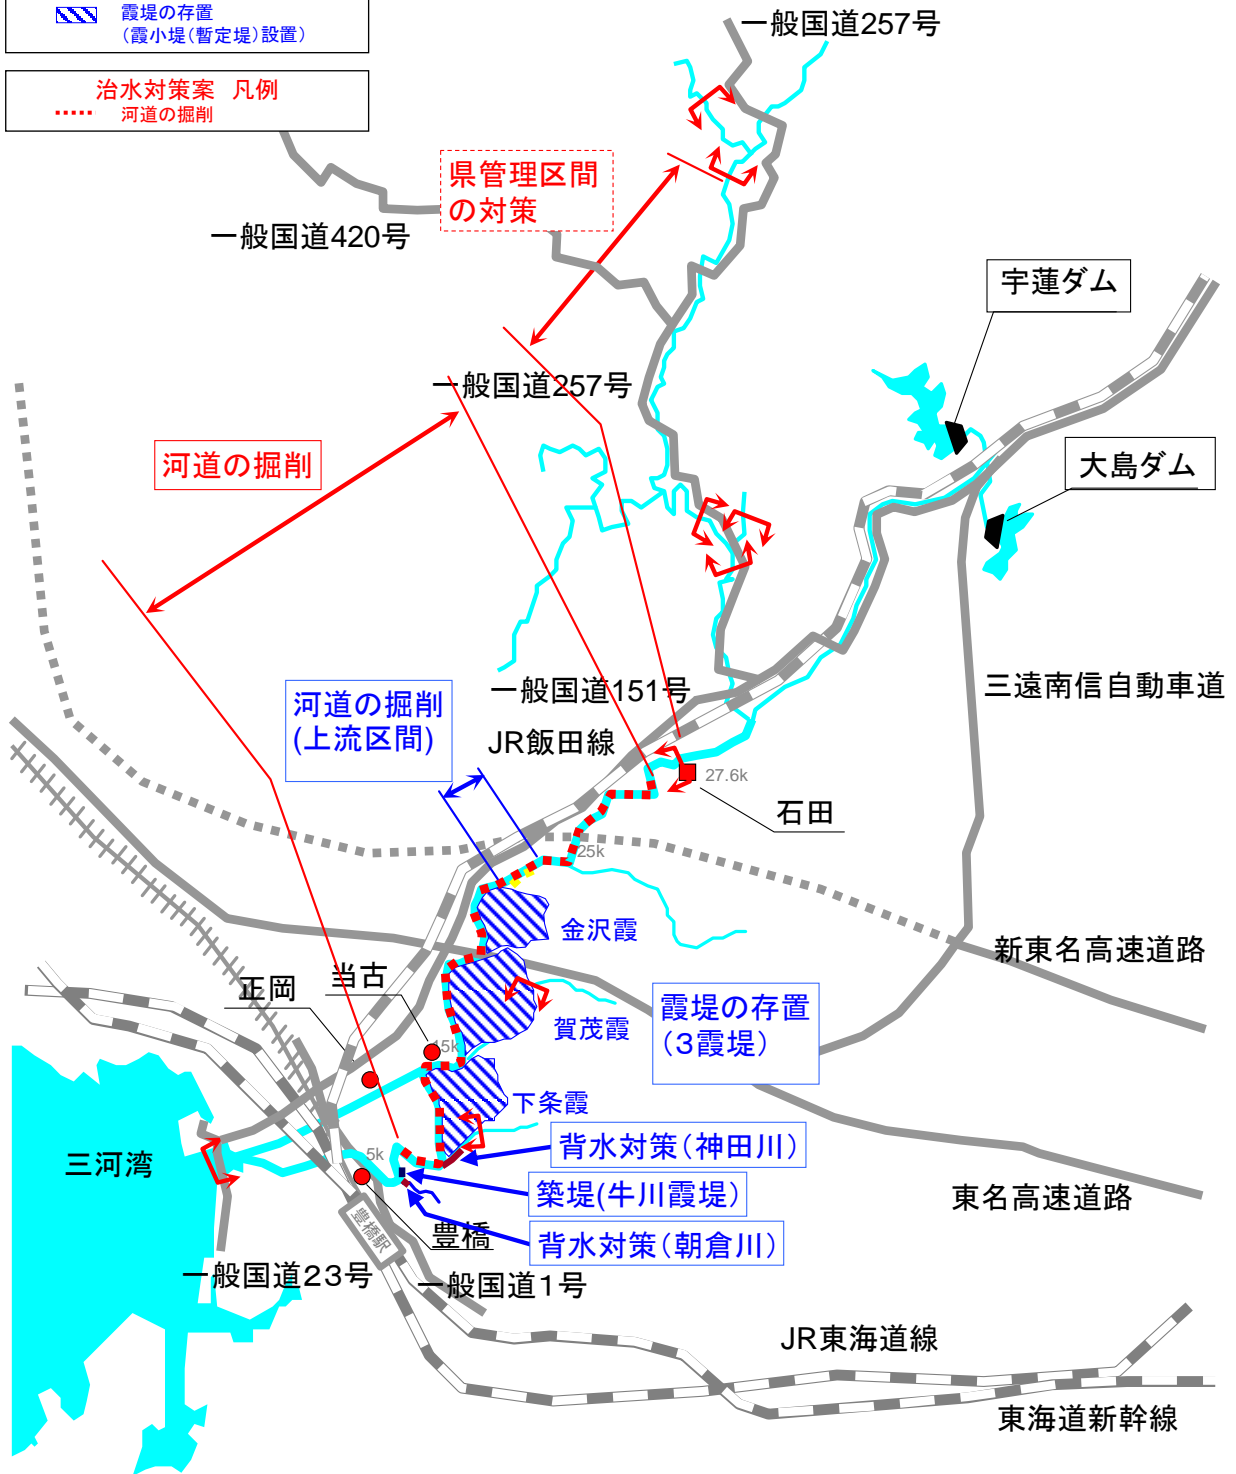 霞堤の存置
(霞小堤(暫定堤)設置)
治水対策案 凡例
河道の掘削
一般国道257号
県管理区間
の対策
一般国道420号
宇蓮ダム
一般国道257号
河道の掘削
大島ダム
河道の掘削
(上流区間)
一般国道151号
JR飯田線
三遠南信自動車道
27.6k
石田
25k
金沢霞
新東名高速道路
当古
正岡
霞堤の存置
(3霞堤)
賀茂霞
15k
下条霞
背水対策(神田川)
三河湾
5k
築堤(牛川霞堤)
東名高速道路
豊橋駅
豊橋
背水対策(朝倉川)
一般国道23号
一般国道1号
JR東海道線
東海道新幹線